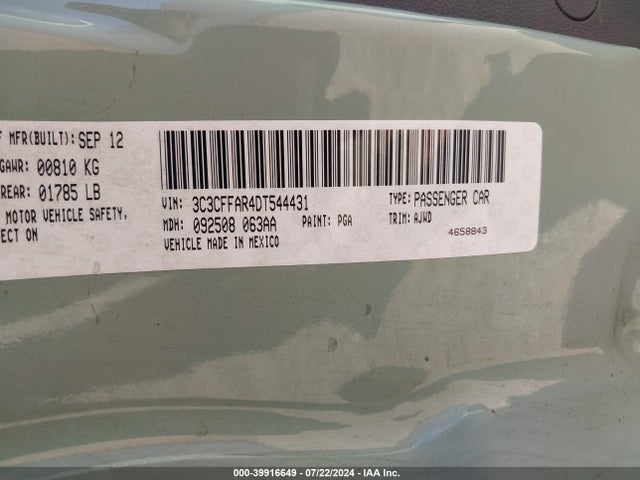 F MFR(BUILT): SEP 12
GAWR: 00810 KG
REAR: 01785 LB
MOTOR VEHICLE SAFETY,
ECT ON
VIN: 3C3CFFAR4DT544431
TYPE: PASSENGER CAR
MDH: 092508 063AA
PAINT: PGA
TRIM: AJWD
VEHICLE MADE IN MEXICO
4658843
000-39916649 - 07/22/2024 - IAA Inc.